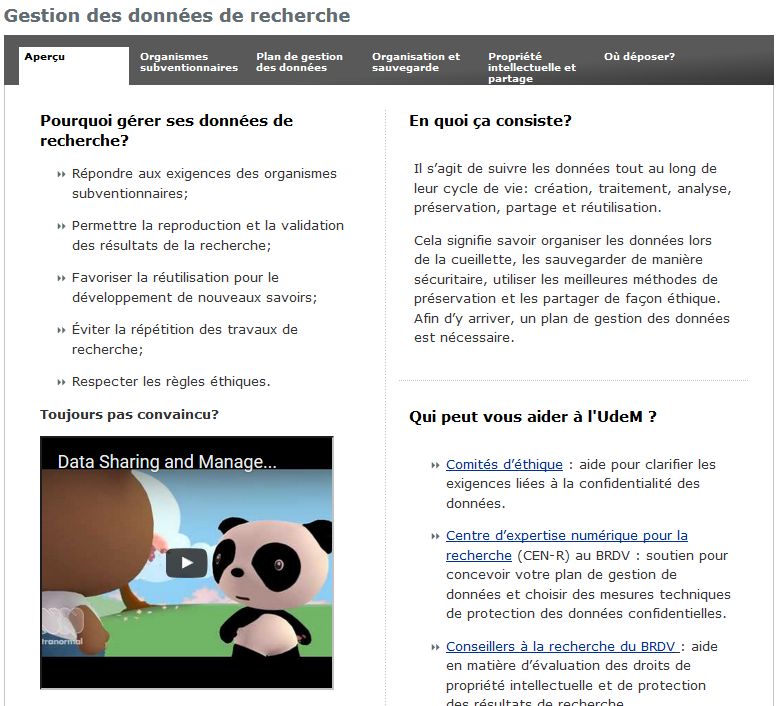 Gestion des données de recherche
Aperçu
Organismes
subventionnaires
Plan de gestion
des données
Organisation et
sauvegarde
Propriété
intellectuelle et
partage
Où déposer?
Pourquoi gérer ses données de
recherche?
Répondre aux exigences des organismes
subventionnaires;
Permettre la reproduction et la validation
des résultats de la recherche;
Favoriser la réutilisation pour le
développement de nouveaux savoirs;
Éviter la répétition des travaux de
recherche;
Respecter les règles éthiques.
Toujours pas convaincu?
Data Sharing and Manage...
tranormal
En quoi ça consiste?
Il s’agit de suivre les données tout au long de
leur cycle de vie: création, traitement, analyse,
préservation, partage et réutilisation.
Cela signifie savoir organiser les données lors
de la cueillette, les sauvegarder de manière
sécuritaire, utiliser les meilleures méthodes de
préservation et les partager de façon éthique.
Afin d’y arriver, un plan de gestion des données
est nécessaire.
Qui peut vous aider à l'UdeM ?
Comités d’éthique : aide pour clarifier les
exigences liées à la confidentialité des
données.
Centre d’expertise numérique pour la
recherche (CEN-R) au BRDV : soutien pour
concevoir votre plan de gestion de
données et choisir des mesures techniques
de protection des données confidentielles.
Conseillers à la recherche du BRDV : aide
en matière d’évaluation des droits de
propriété intellectuelle et de protection
des résultats de recherche